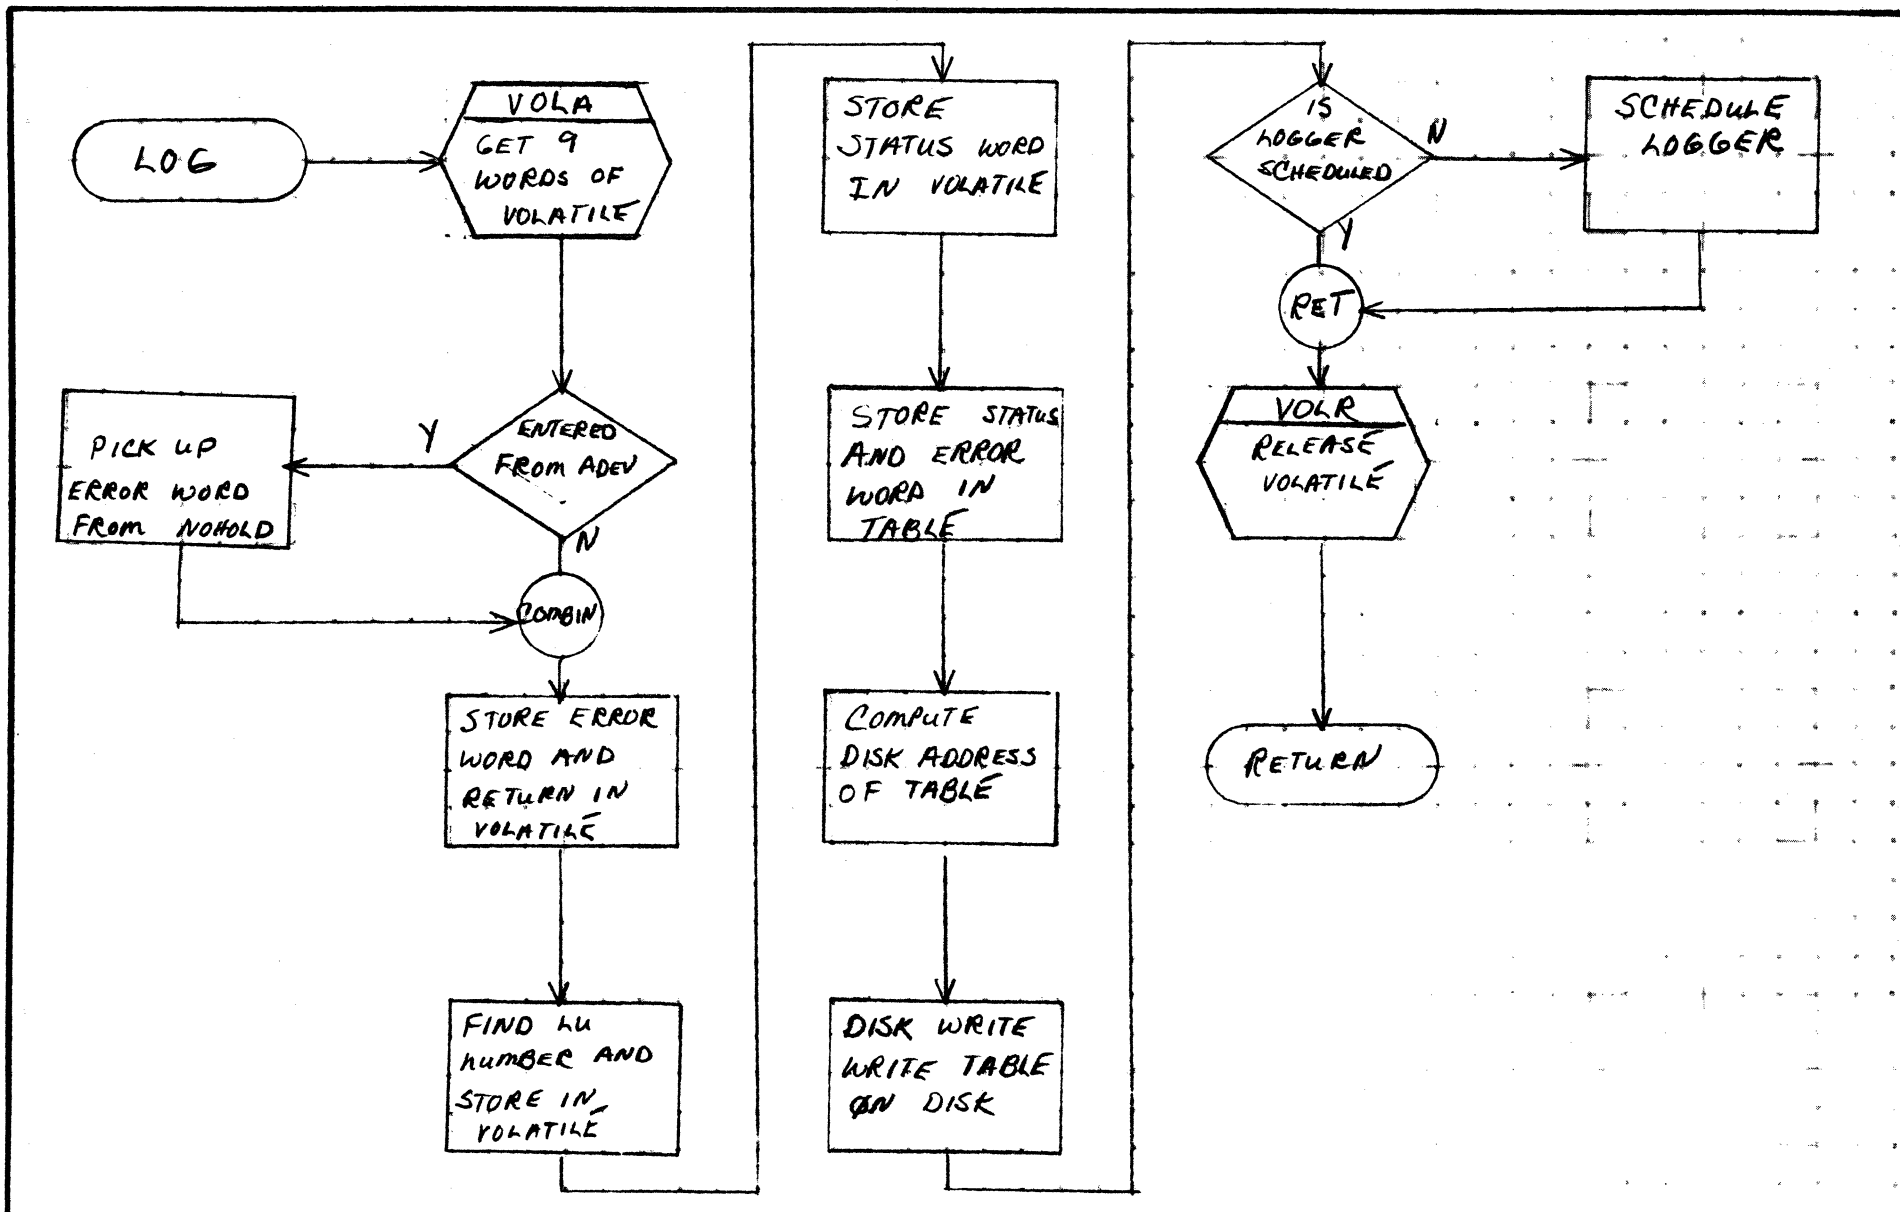 LOG
VOLA
GET 9
WORDS OF
VOLATILE
ENTERED
FROM ADEV
Y
N
PICK UP
ERROR WORD
FROM NOHOLD
COMBIN
STORE ERROR
WORD AND
RETURN IN
VOLATILE
FIND LU
NUMBER AND
STORE IN
VOLATILE
STORE
STATUS WORD
IN VOLATILE
STORE STATUS
AND ERROR
WORD IN
TABLE
COMPUTE
DISK ADDRESS
OF TABLE
DISK WRITE
WRITE TABLE
ON DISK
IS
LOGGER
SCHEDULED
N
Y
SCHEDULE
LOGGER
RET
VOLR
RELEASE
VOLATILE
RETURN